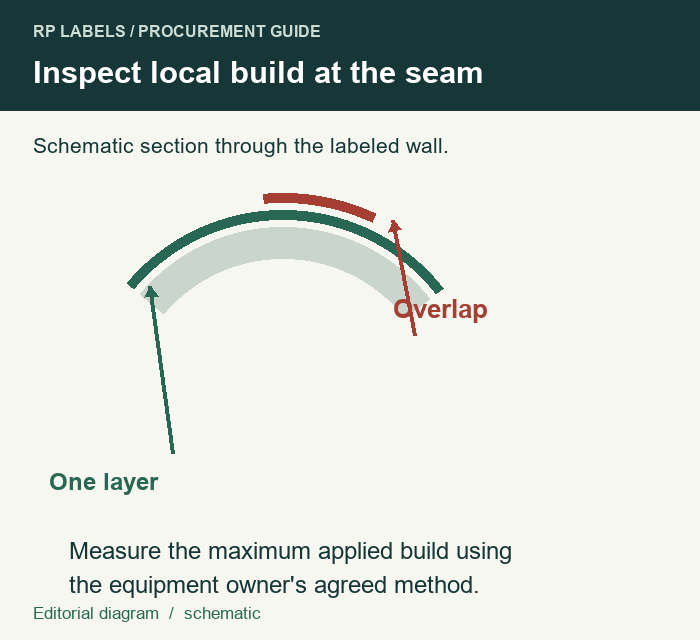 RP LABELS / PROCUREMENT GUIDE
Inspect local build at the seam
Schematic section through the labeled wall.
Overlap
One layer
Measure the maximum applied build using
the equipment owner's agreed method.
Editorial diagram / schematic